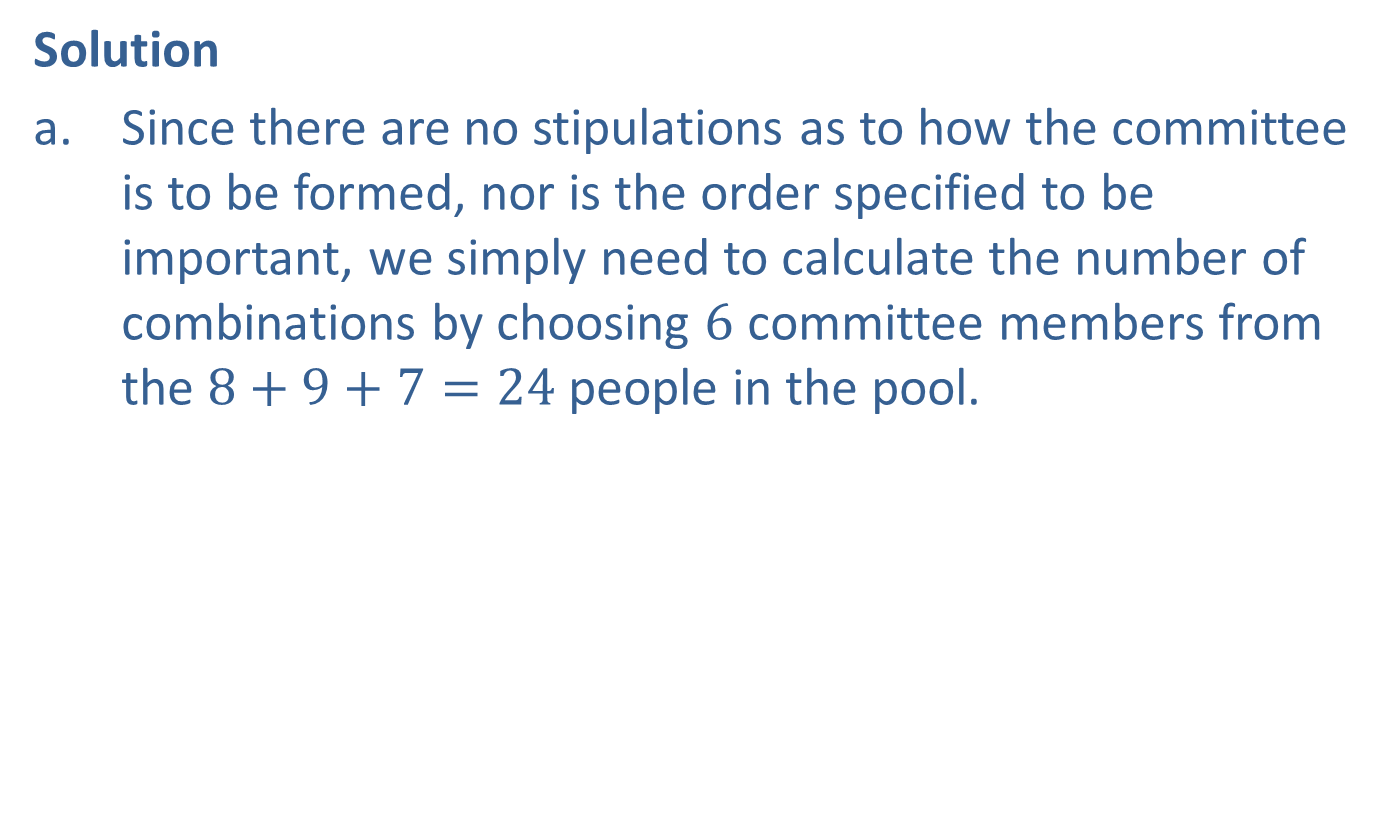 Solution
a. Since there are no stipulations as to how the committee
is to be formed, nor is the order specified to be
important, we simply need to calculate the number of
combinations by choosing 6 committee members from
the 8 + 9 + 7 = 24 people in the pool.